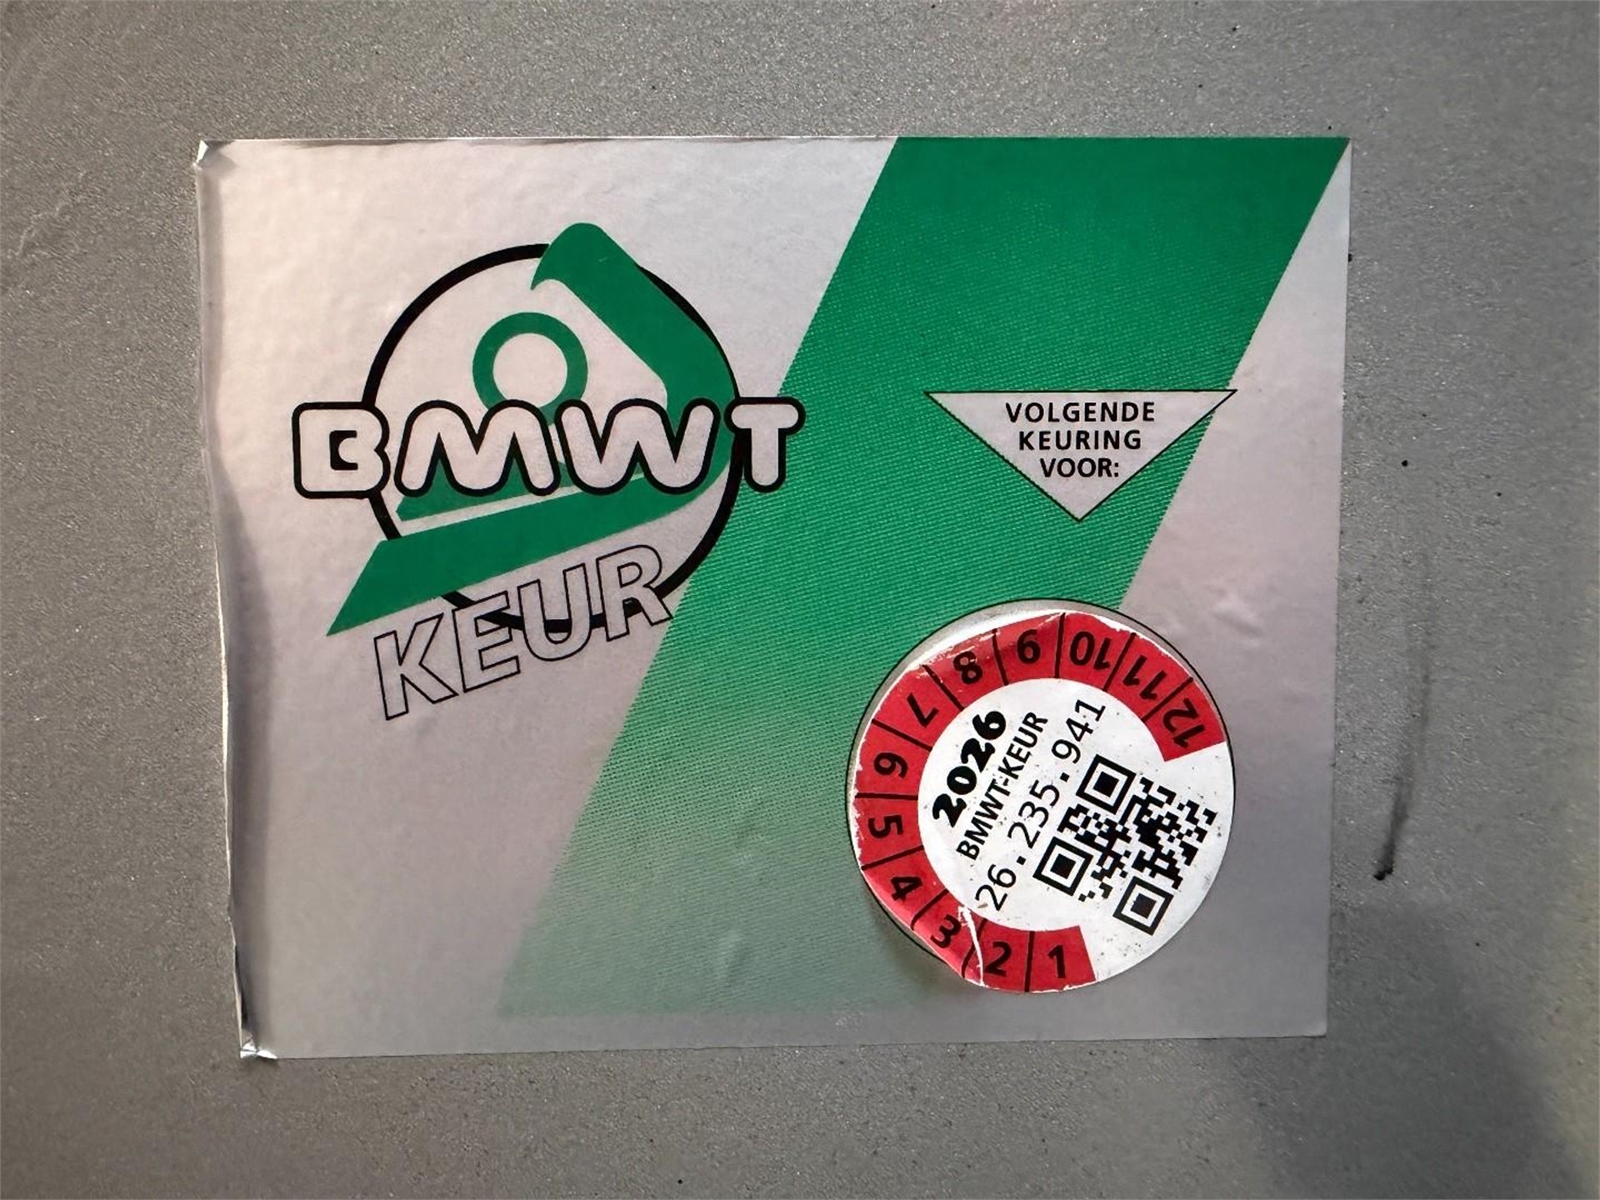 BMWT
KEUR
VOLGENDE
KEURING
VOOR:
1 2 3 4 5 6 7 8 9 10 11 12
2026
BMWT-KEUR
26.235.941